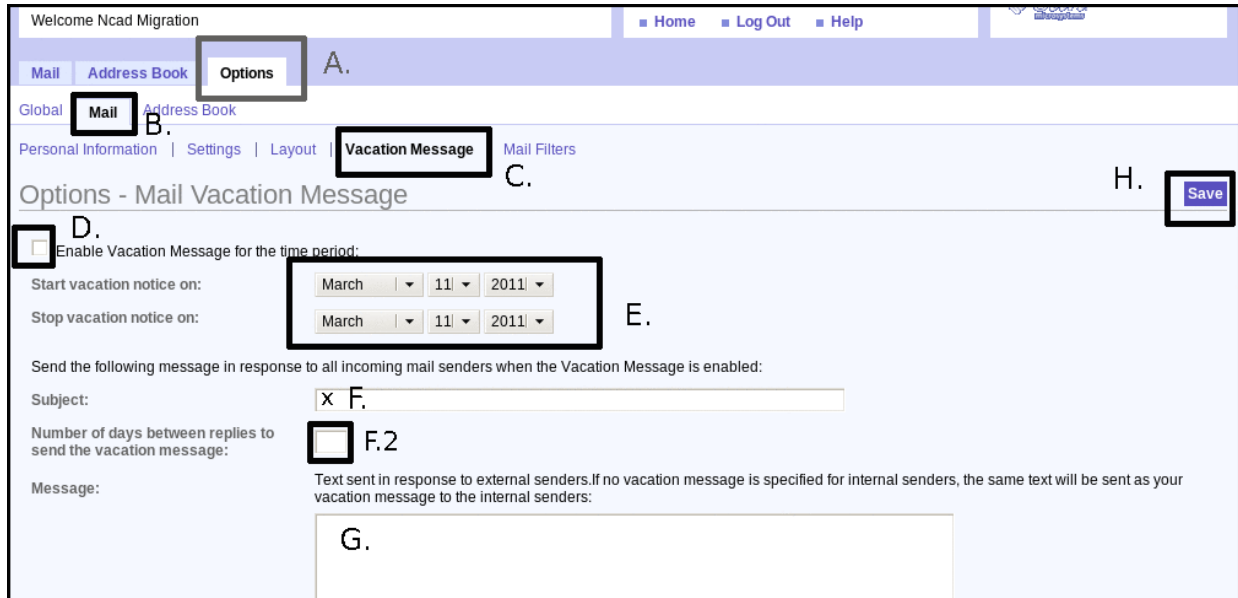 Welcome Ncad Migration
Home Log Out Help
microsystems
Mail Address Book Options A.
Global Mail Address Book
B.
Personal Information | Settings | Layout | Vacation Message Mail Filters
C.
H.
Options - Mail Vacation Message Save
D.
Enable Vacation Message for the time period:
Start vacation notice on: March 11 2011
E.
Stop vacation notice on: March 11 2011
Send the following message in response to all incoming mail senders when the Vacation Message is enabled:
Subject: x F.
Number of days between replies to
send the vacation message: F.2
Message: Text sent in response to external senders.If no vacation message is specified for internal senders, the same text will be sent as your
vacation message to the internal senders:
G.